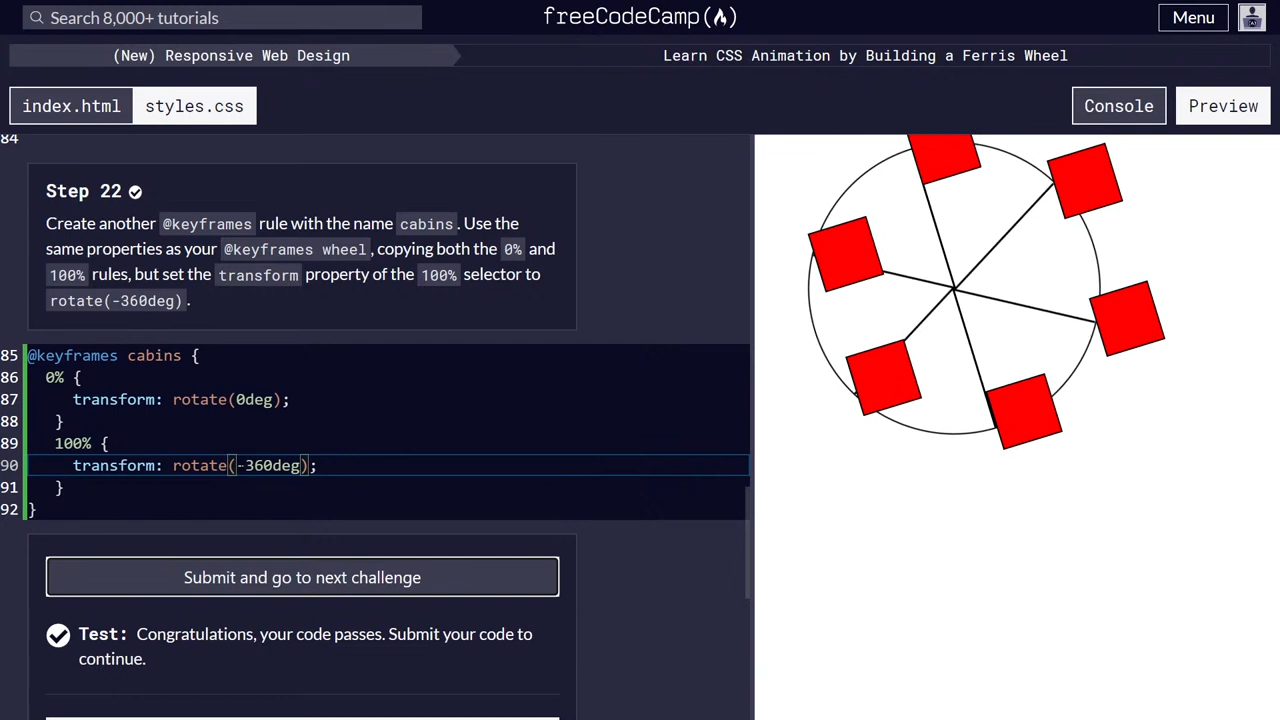 Search 8,000+ tutorials
freeCodeCamp
Menu
(New) Responsive Web Design
Learn CSS Animation by Building a Ferris Wheel
index.html
styles.css
Console
Preview
84
Step 22
Create another @keyframes rule with the name cabins. Use the
same properties as your @keyframes wheel, copying both the 0% and
100% rules, but set the transform property of the 100% selector to
rotate(-360deg).
85 @keyframes cabins {
86 0% {
87 transform: rotate(0deg);
88 }
89 100% {
90 transform: rotate(-360deg);
91 }
92 }
Submit and go to next challenge
Test: Congratulations, your code passes. Submit your code to
continue.